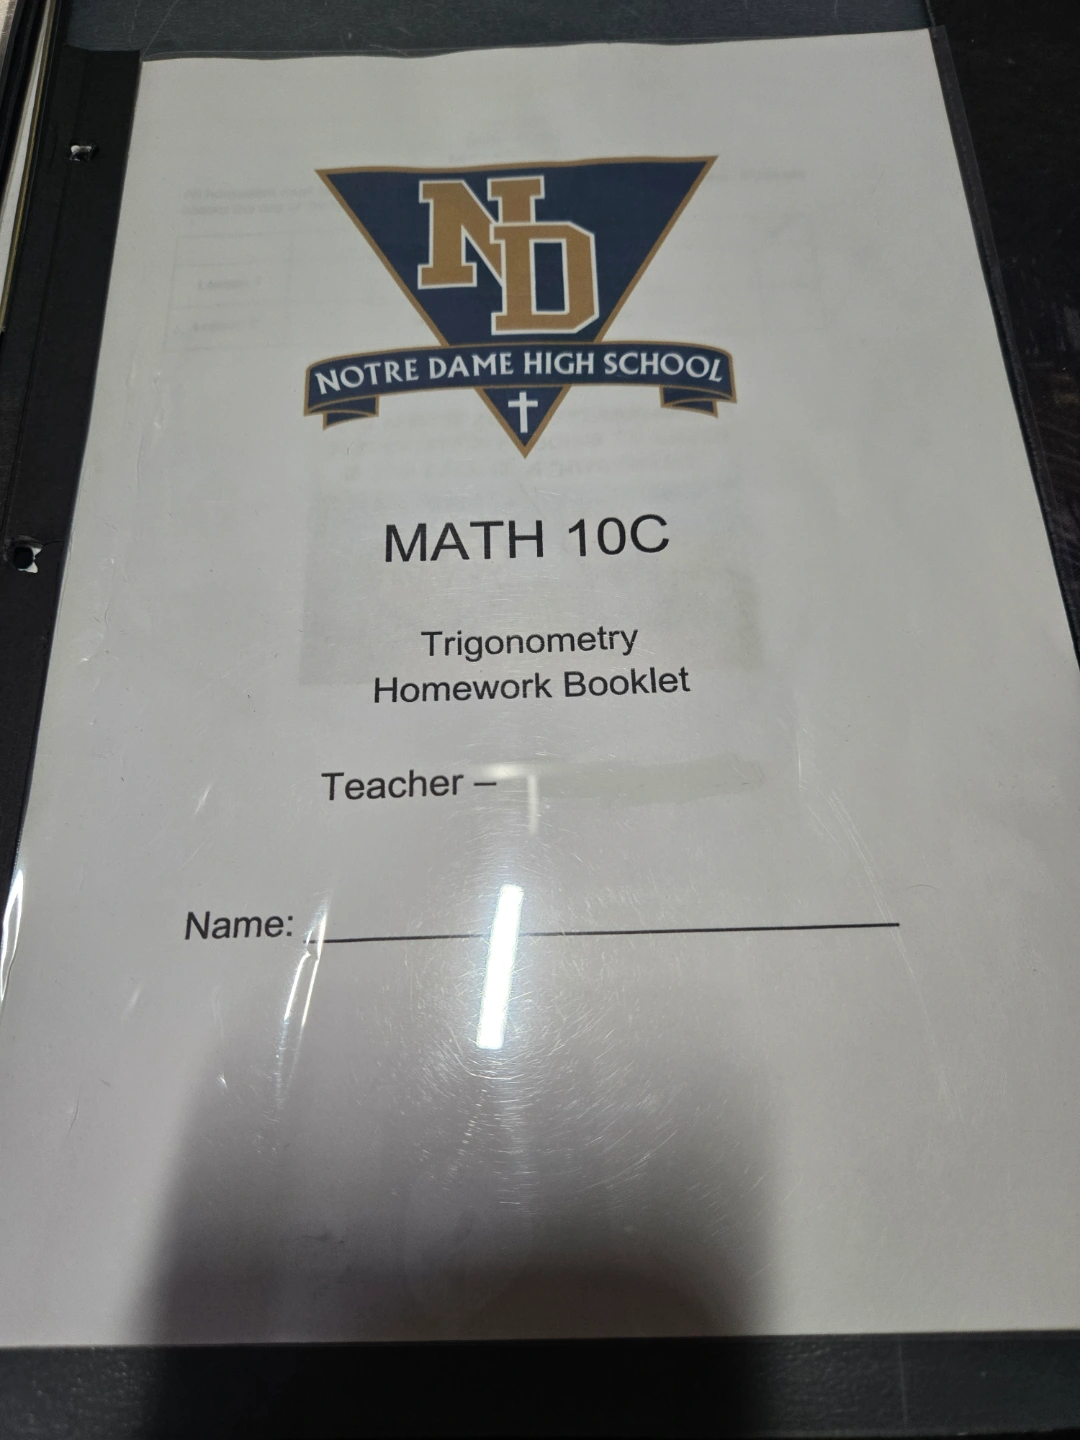 ND
NOTRE DAME HIGH SCHOOL
MATH 10C
Trigonometry
Homework Booklet
Teacher –
Name: